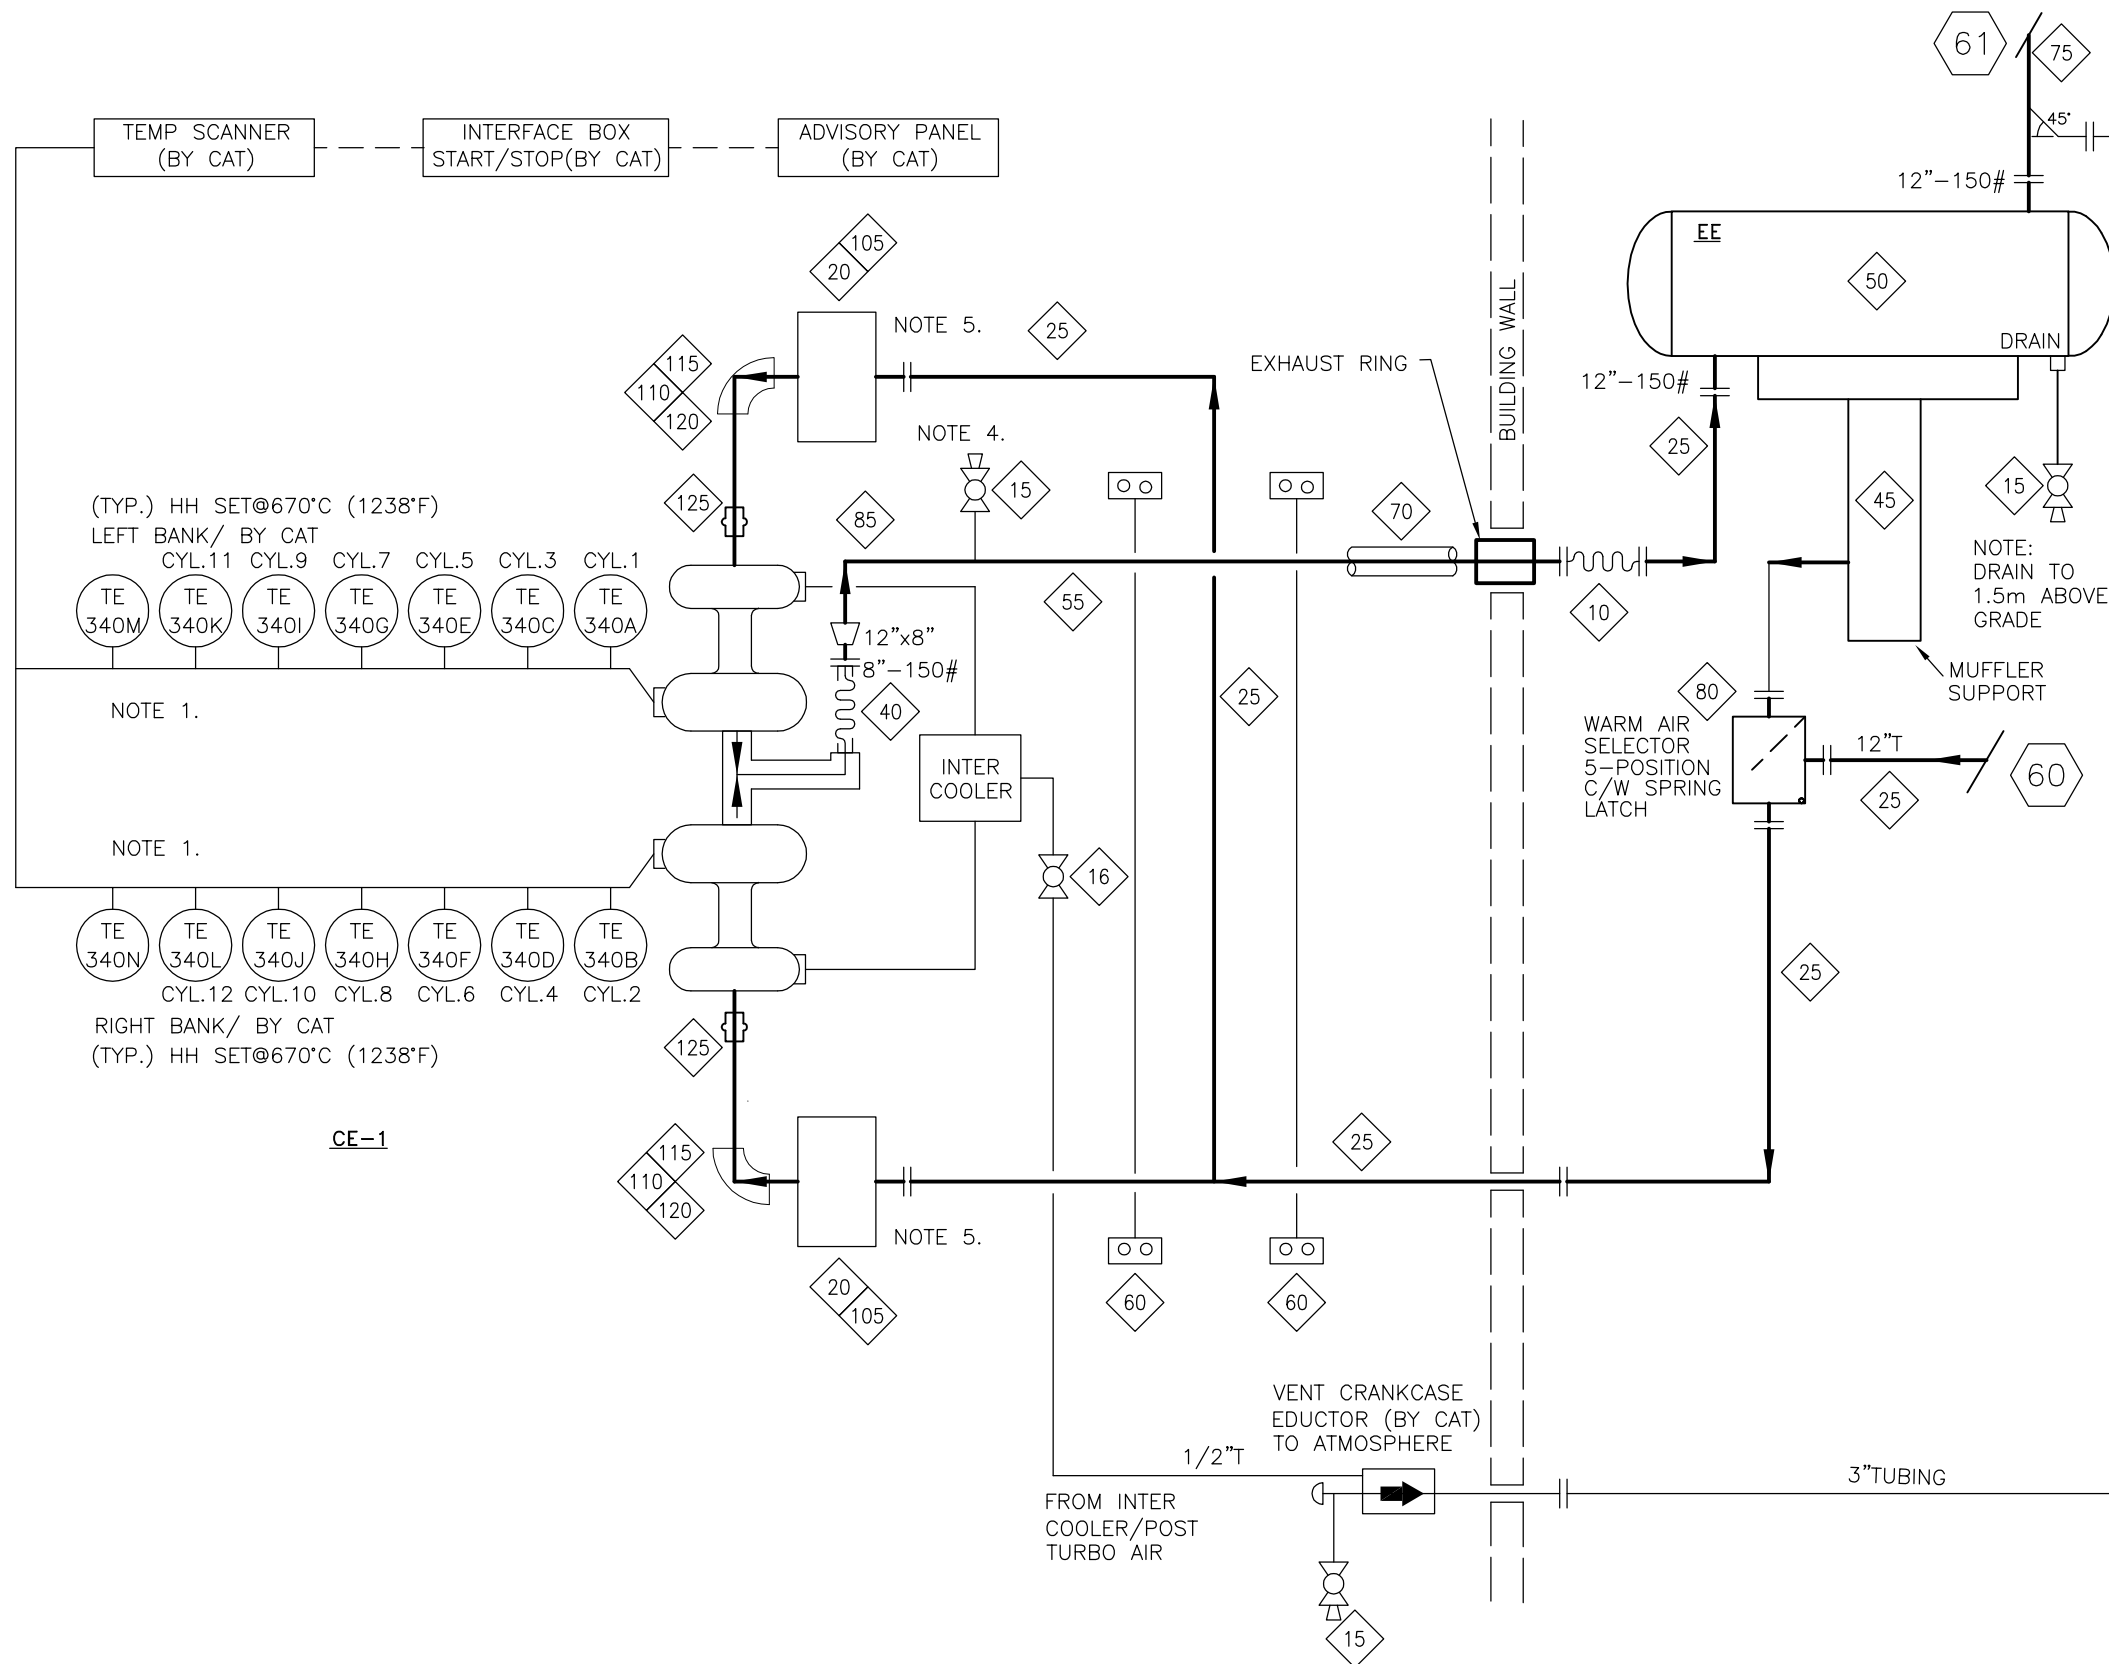 61
75
45°
TEMP SCANNER
(BY CAT)
INTERFACE BOX
START/STOP(BY CAT)
ADVISORY PANEL
(BY CAT)
12"-150#
EE
50
DRAIN
105
20
NOTE 5.
25
BUILDING WALL
EXHAUST RING
12"-150#
115
110
120
NOTE 4.
25
15
45
15
125
85
70
(TYP.) HH SET@670°C (1238°F)
LEFT BANK/ BY CAT
CYL.11 CYL.9 CYL.7 CYL.5 CYL.3 CYL.1
TE
340M
TE
340K
TE
340I
TE
340G
TE
340E
TE
340C
TE
340A
55
10
NOTE:
DRAIN TO
1.5m ABOVE
GRADE
12"x8"
8"-150#
40
25
80
MUFFLER
SUPPORT
NOTE 1.
WARM AIR
SELECTOR
5-POSITION
C/W SPRING
LATCH
12"T
60
25
INTER
COOLER
NOTE 1.
16
TE
340N
TE
340L
TE
340J
TE
340H
TE
340F
TE
340D
TE
340B
CYL.12 CYL.10 CYL.8 CYL.6 CYL.4 CYL.2
RIGHT BANK/ BY CAT
(TYP.) HH SET@670°C (1238°F)
25
125
CE-1
115
110
120
25
NOTE 5.
20
105
60
60
VENT CRANKCASE
EDUCTOR (BY CAT)
TO ATMOSPHERE
1/2"T
3"TUBING
FROM INTER
COOLER/POST
TURBO AIR
15